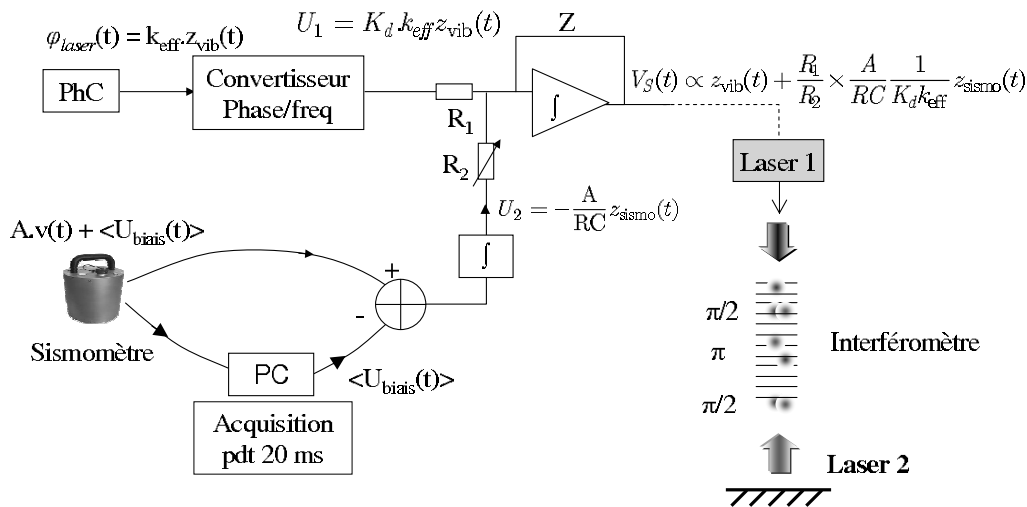 φlaser(t) = keff.zvib(t)
U1 = Kd.keff zvib(t)
Z
PhC
Convertisseur
Phase/freq
R1
∫
VS(t) ∝ zvib(t) + R1/R2 × A/RC 1/(Kd keff) zsismo(t)
R2
Laser 1
U2 = − A/RC zsismo(t)
A.v(t) + <Ubiais(t)>
∫
+
-
Sismomètre
PC
<Ubiais(t)>
Acquisition
pdt 20 ms
π/2
π
Interféromètre
π/2
Laser 2